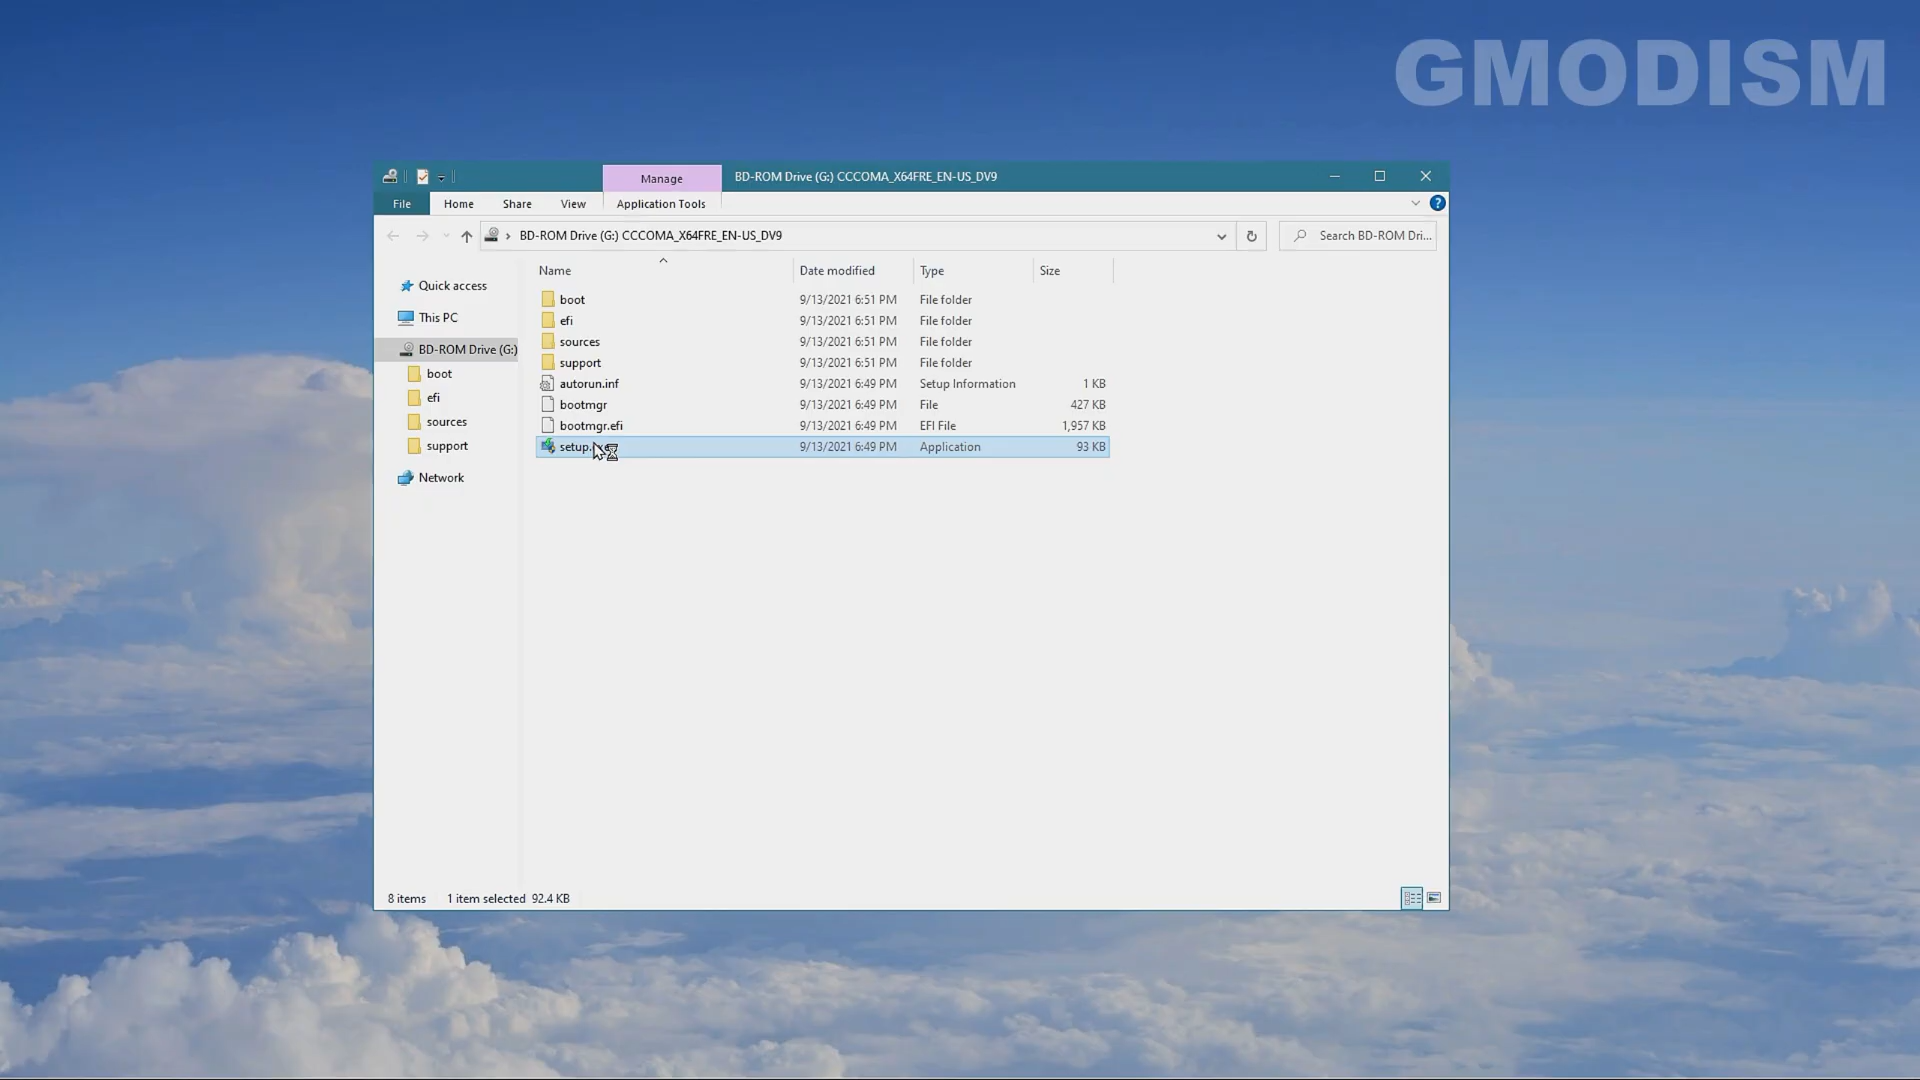 GMODISM
Manage
BD-ROM Drive (G:) CCCOMA_X64FRE_EN-US_DV9
File
Home
Share
View
Application Tools
BD-ROM Drive (G:) CCCOMA_X64FRE_EN-US_DV9
Search BD-ROM Dri...
Name
Date modified
Type
Size
Quick access
This PC
BD-ROM Drive (G:)
boot
efi
sources
support
Network
boot 9/13/2021 6:51 PM File folder
efi 9/13/2021 6:51 PM File folder
sources 9/13/2021 6:51 PM File folder
support 9/13/2021 6:51 PM File folder
autorun.inf 9/13/2021 6:49 PM Setup Information 1 KB
bootmgr 9/13/2021 6:49 PM File 427 KB
bootmgr.efi 9/13/2021 6:49 PM EFI File 1,957 KB
setup. 9/13/2021 6:49 PM Application 93 KB
8 items 1 item selected 92.4 KB